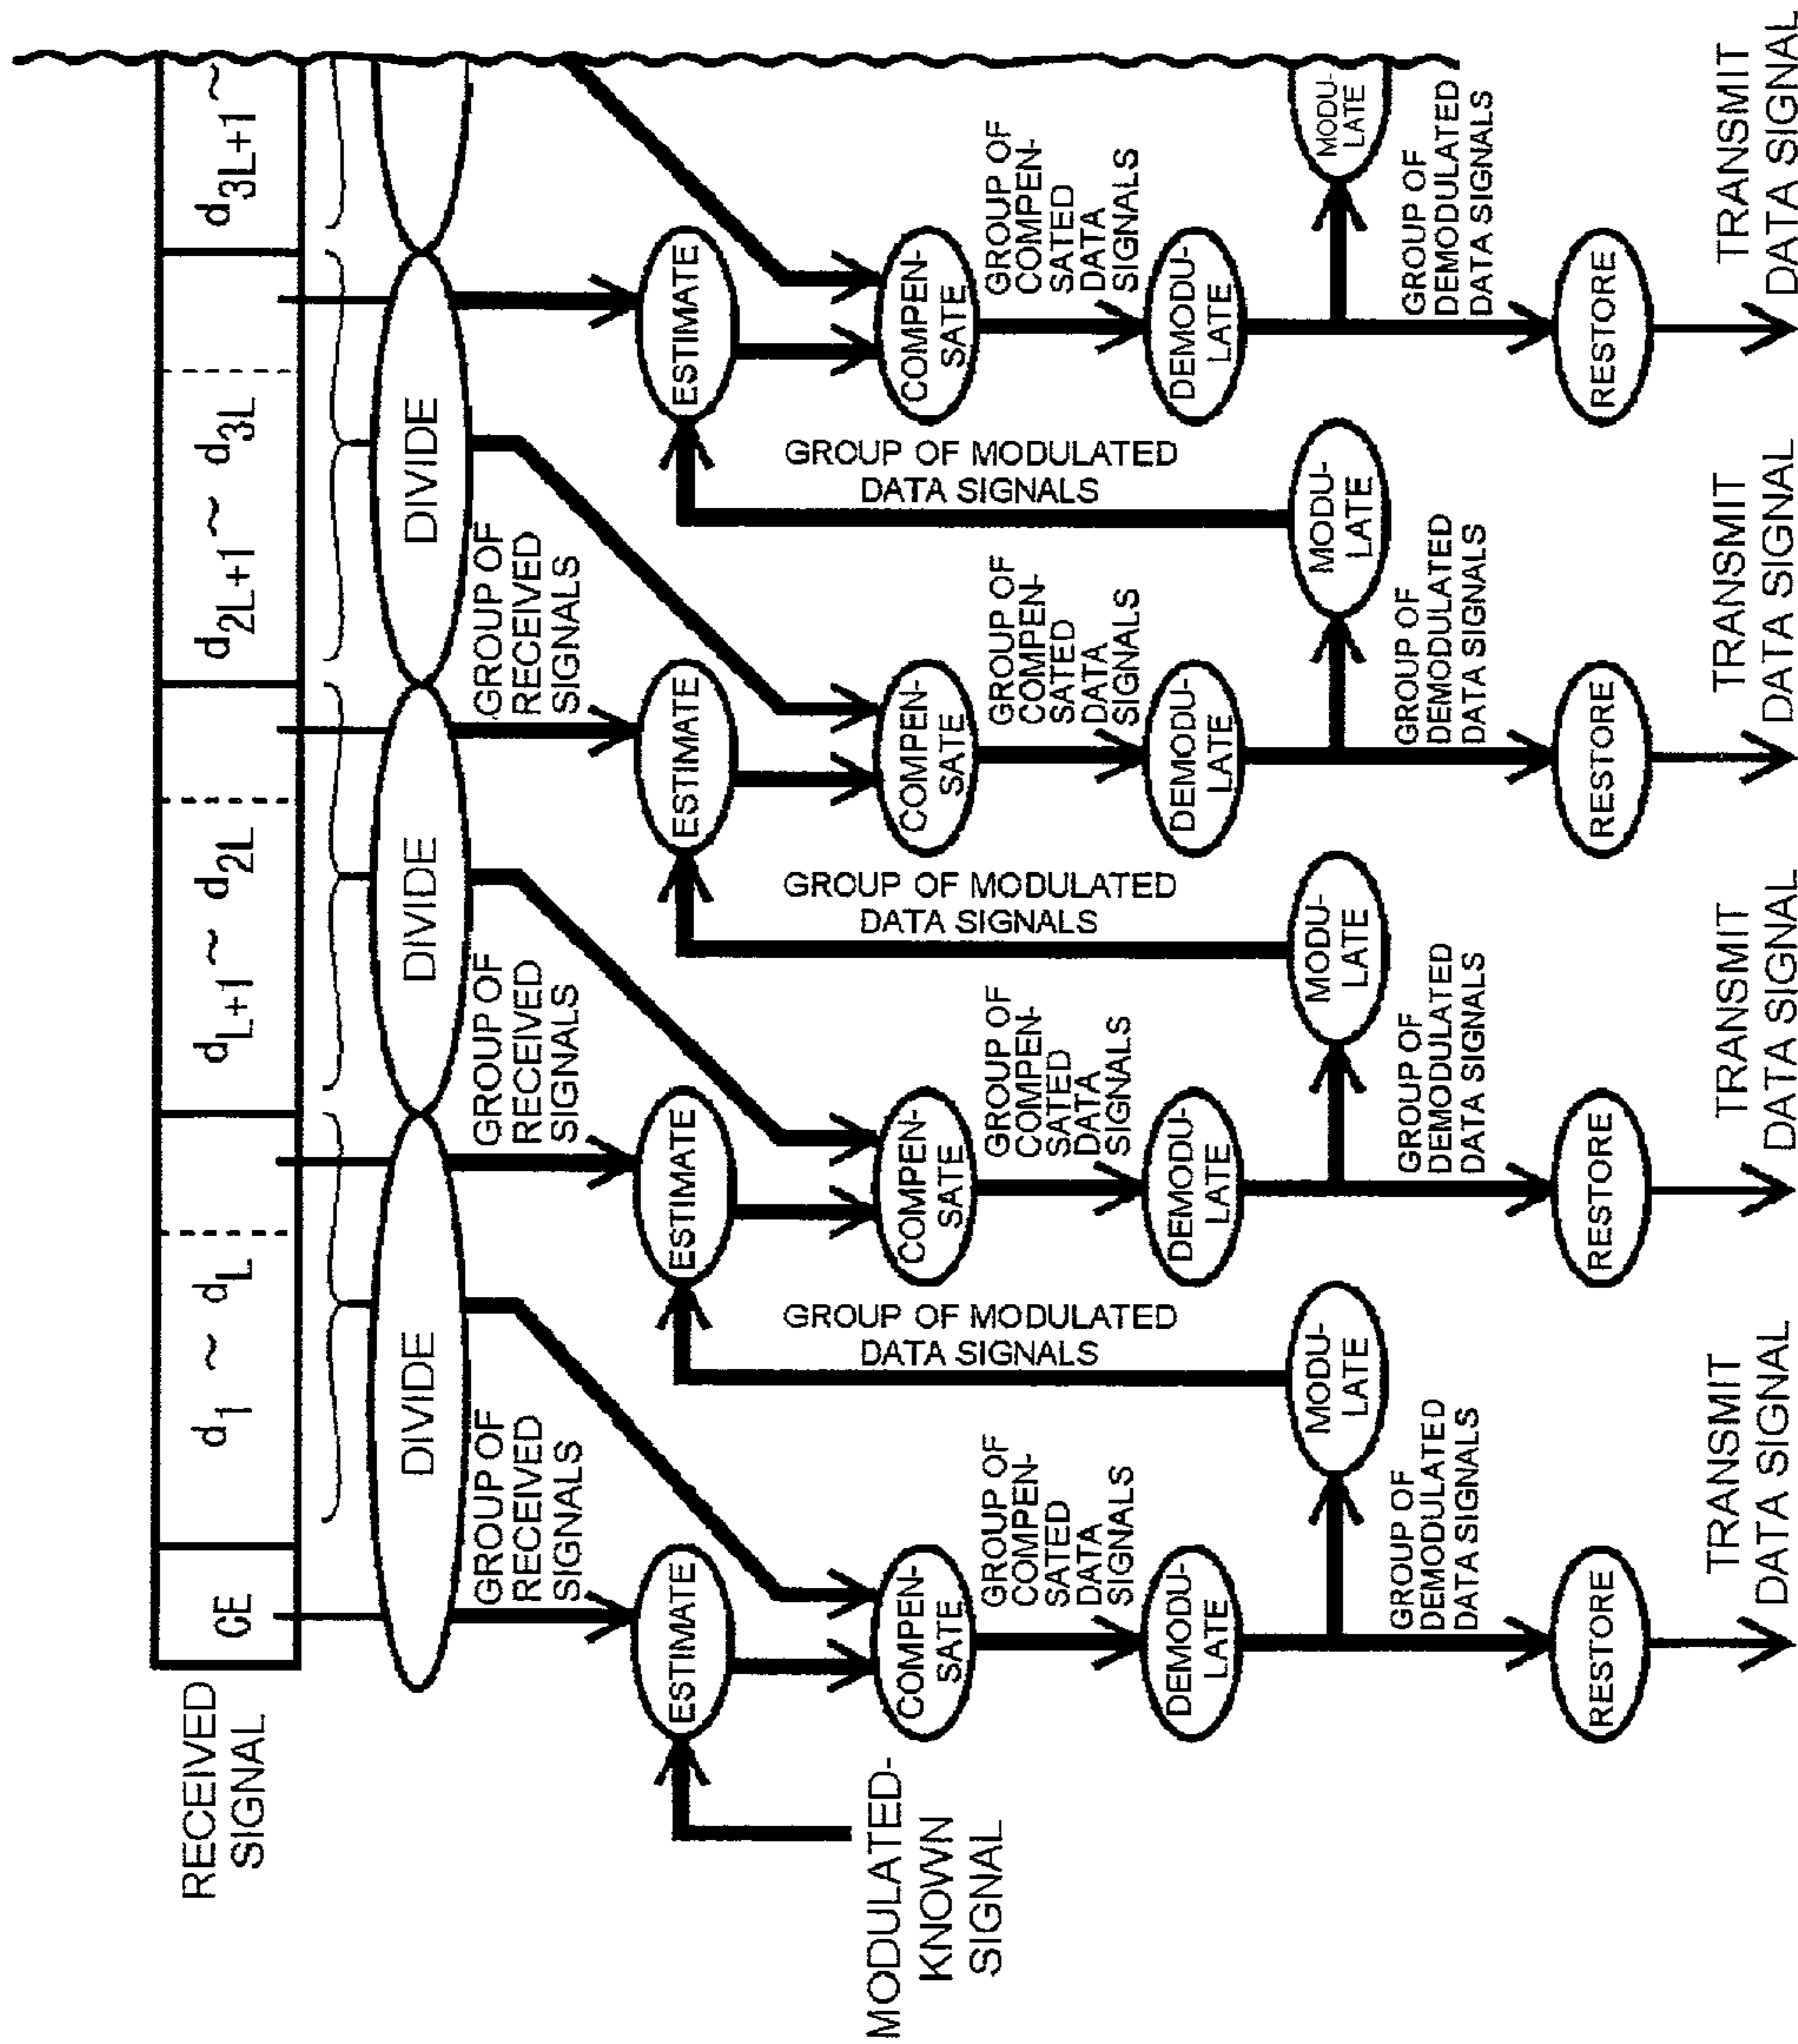 RECEIVED
SIGNAL
CE
d1 ~ dL
dL+1 ~ d2L
d2L+1 ~ d3L
d3L+1 ~
DIVIDE
DIVIDE
DIVIDE
GROUP OF
RECEIVED
SIGNALS
GROUP OF
RECEIVED
SIGNALS
GROUP OF
RECEIVED
SIGNALS
ESTIMATE
ESTIMATE
ESTIMATE
ESTIMATE
MODULATED-
KNOWN
SIGNAL
GROUP OF MODULATED
DATA SIGNALS
GROUP OF MODULATED
DATA SIGNALS
GROUP OF MODULATED
DATA SIGNALS
COMPEN-
SATE
COMPEN-
SATE
COMPEN-
SATE
COMPEN-
SATE
GROUP OF
COMPEN-
SATED
DATA
SIGNALS
GROUP OF
COMPEN-
SATED
DATA
SIGNALS
GROUP OF
COMPEN-
SATED
DATA
SIGNALS
GROUP OF
COMPEN-
SATED
DATA
SIGNALS
DEMODU-
LATE
DEMODU-
LATE
DEMODU-
LATE
DEMODU-
LATE
MODU-
LATE
MODU-
LATE
MODU-
LATE
MODU-
LATE
GROUP OF
DEMODULATED
DATA SIGNALS
GROUP OF
DEMODULATED
DATA SIGNALS
GROUP OF
DEMODULATED
DATA SIGNALS
GROUP OF
DEMODULATED
DATA SIGNALS
RESTORE
RESTORE
RESTORE
RESTORE
TRANSMIT
DATA SIGNAL
TRANSMIT
DATA SIGNAL
TRANSMIT
DATA SIGNAL
TRANSMIT
DATA SIGNAL